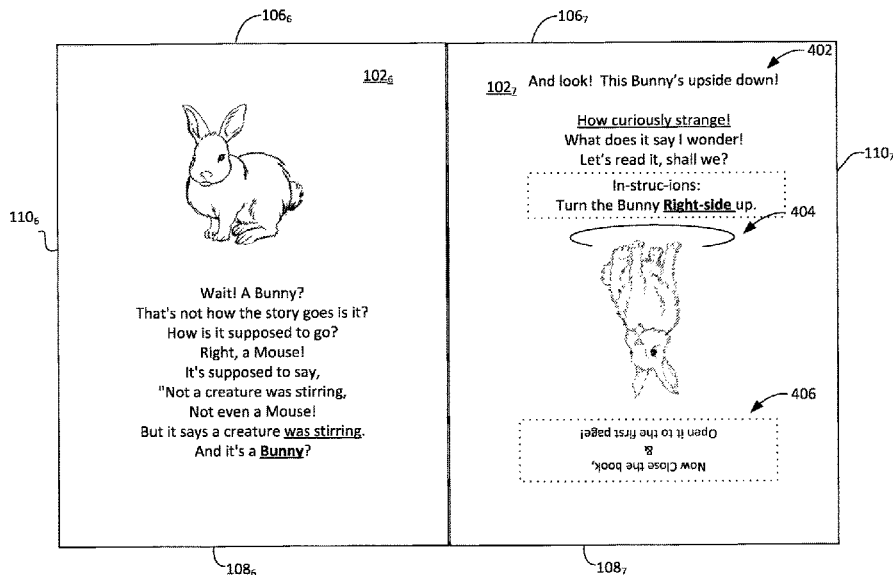 106₆
106₇
402
102₆
Wait! A Bunny?
That's not how the story goes is it?
How is it supposed to go?
Right, a Mouse!
It's supposed to say,
"Not a creature was stirring,
Not even a Mouse!
But it says a creature was stirring.
And it's a Bunny?
110₆
108₆
102₇
And look! This Bunny's upside down!
How curiously strange!
What does it say I wonder!
Let's read it, shall we?
In-struc-ions:
Turn the Bunny Right-side up.
404
406
Now Close the book,
&
Open it to the first page!
110₇
108₇